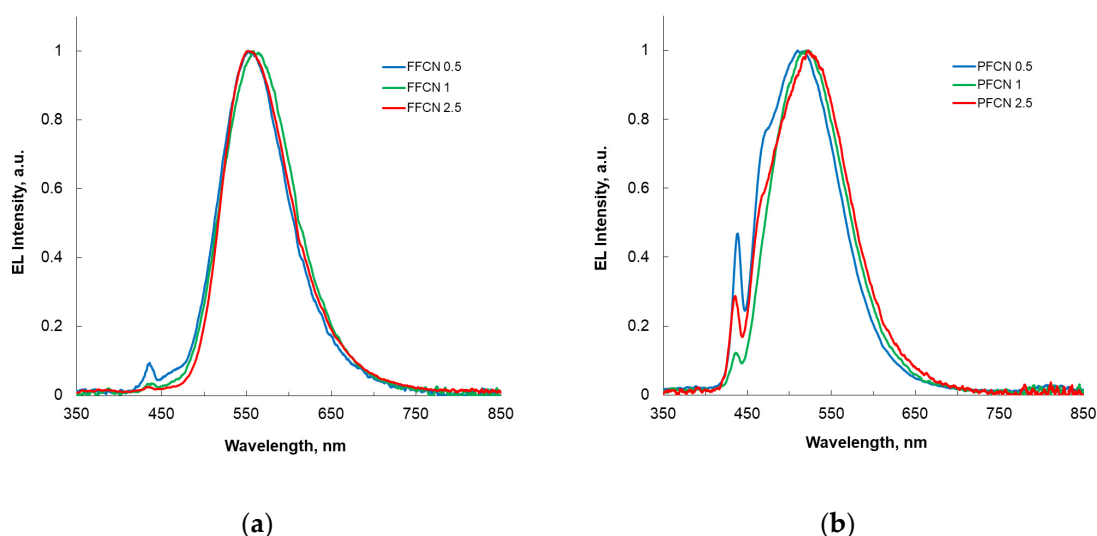 EL Intensity, a.u.
1
0.8
0.6
0.4
0.2
0
350 450 550 650 750 850
Wavelength, nm
FFCN 0.5
FFCN 1
FFCN 2.5
(a)
EL Intensity, a.u.
1
0.8
0.6
0.4
0.2
0
350 450 550 650 750 850
Wavelength, nm
PFCN 0.5
PFCN 1
PFCN 2.5
(b)